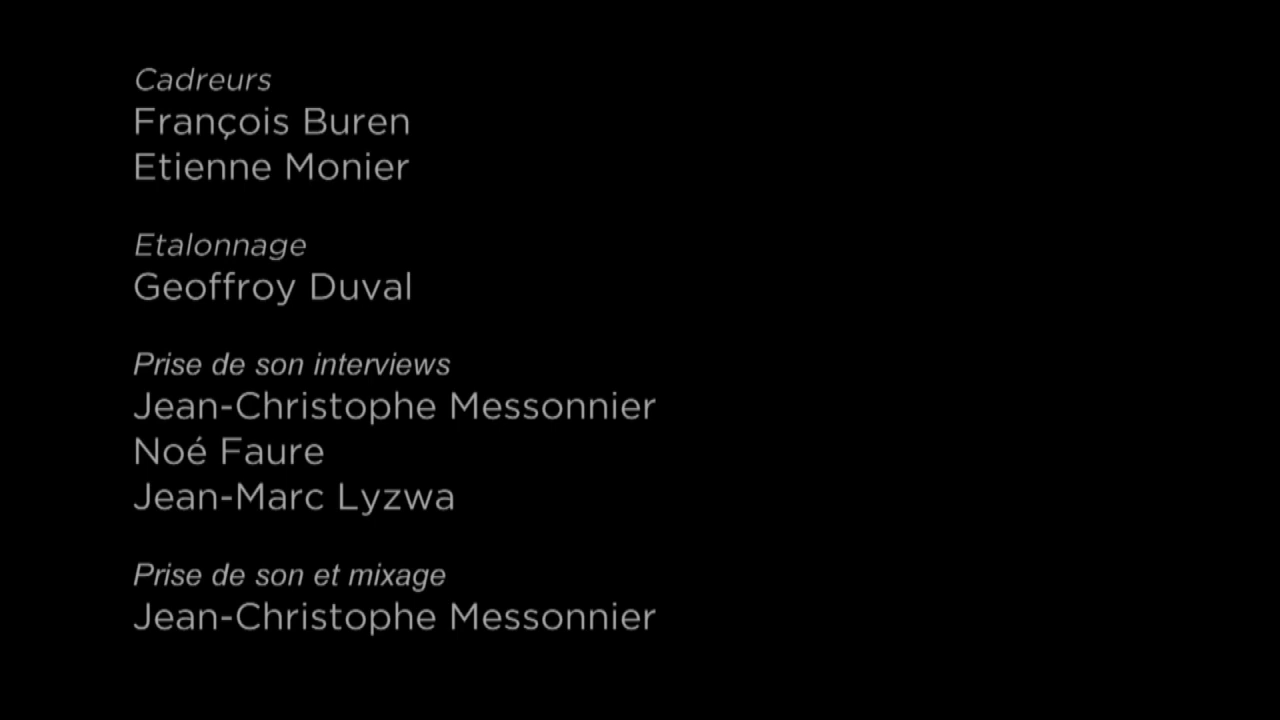 Cadreurs
François Buren
Etienne Monier
Etalonnage
Geoffroy Duval
Prise de son interviews
Jean-Christophe Messonnier
Noé Faure
Jean-Marc Lyzwa
Prise de son et mixage
Jean-Christophe Messonnier